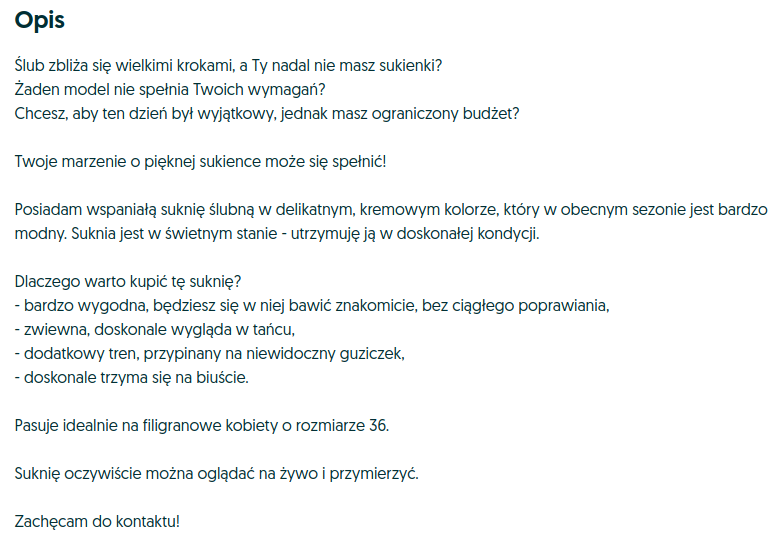 Opis
Ślub zbliża się wielkimi krokami, a Ty nadal nie masz sukienki?
Żaden model nie spełnia Twoich wymagań?
Chcesz, aby ten dzień był wyjątkowy, jednak masz ograniczony budżet?
Twoje marzenie o pięknej sukience może się spełnić!
Posiadam wspaniałą suknię ślubną w delikatnym, kremowym kolorze, który w obecnym sezonie jest bardzo
modny. Suknia jest w świetnym stanie - utrzymuję ją w doskonałej kondycji.
Dlaczego warto kupić tę suknię?
- bardzo wygodna, będziesz się w niej bawić znakomicie, bez ciągłego poprawiania,
- zwiewna, doskonale wygląda w tańcu,
- dodatkowy tren, przypinany na niewidoczny guziczek,
- doskonale trzyma się na biuście.
Pasuje idealnie na filigranowe kobiety o rozmiarze 36.
Suknię oczywiście można oglądać na żywo i przymierzyć.
Zachęcam do kontaktu!